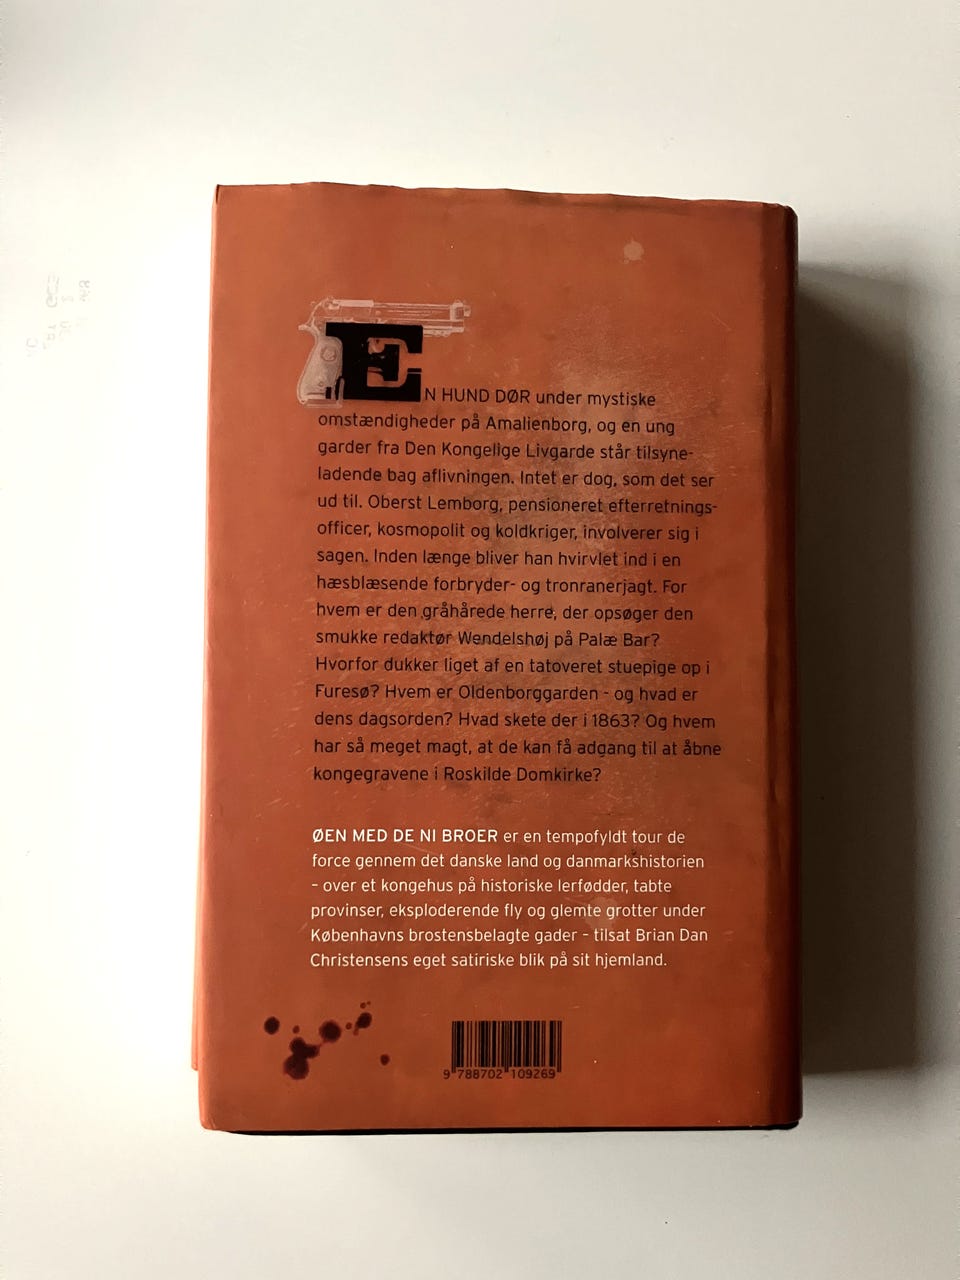 EN HUND DØR under mystiske
omstændigheder på Amalienborg, og en ung
garder fra Den Kongelige Livgarde står tilsyne-
ladende bag aflivningen. Intet er dog, som det ser
ud til. Oberst Lemborg, pensioneret efterretnings-
officer, kosmopolit og koldkriger, involverer sig i
sagen. Inden længe bliver han hvirvlet ind i en
hæsblæsende forbryder- og tronranerjagt. For
hvem er den gråhårede herre, der opsøger den
smukke redaktør Wendelshøj på Palæ Bar?
Hvorfor dukker liget af en tatoveret stuepige op i
Furesø? Hvem er Oldenborggarden - og hvad er
dens dagsorden? Hvad skete der i 1863? Og hvem
har så meget magt, at de kan få adgang til at åbne
kongegravene i Roskilde Domkirke?
ØEN MED DE NI BROER er en tempofyldt tour de
force gennem det danske land og danmarkshistorien
– over et kongehus på historiske lerfødder, tabte
provinser, eksploderende fly og glemte grotter under
Københavns brostensbelagte gader – tilsat Brian Dan
Christensens eget satiriske blik på sit hjemland.
9 788702 109269